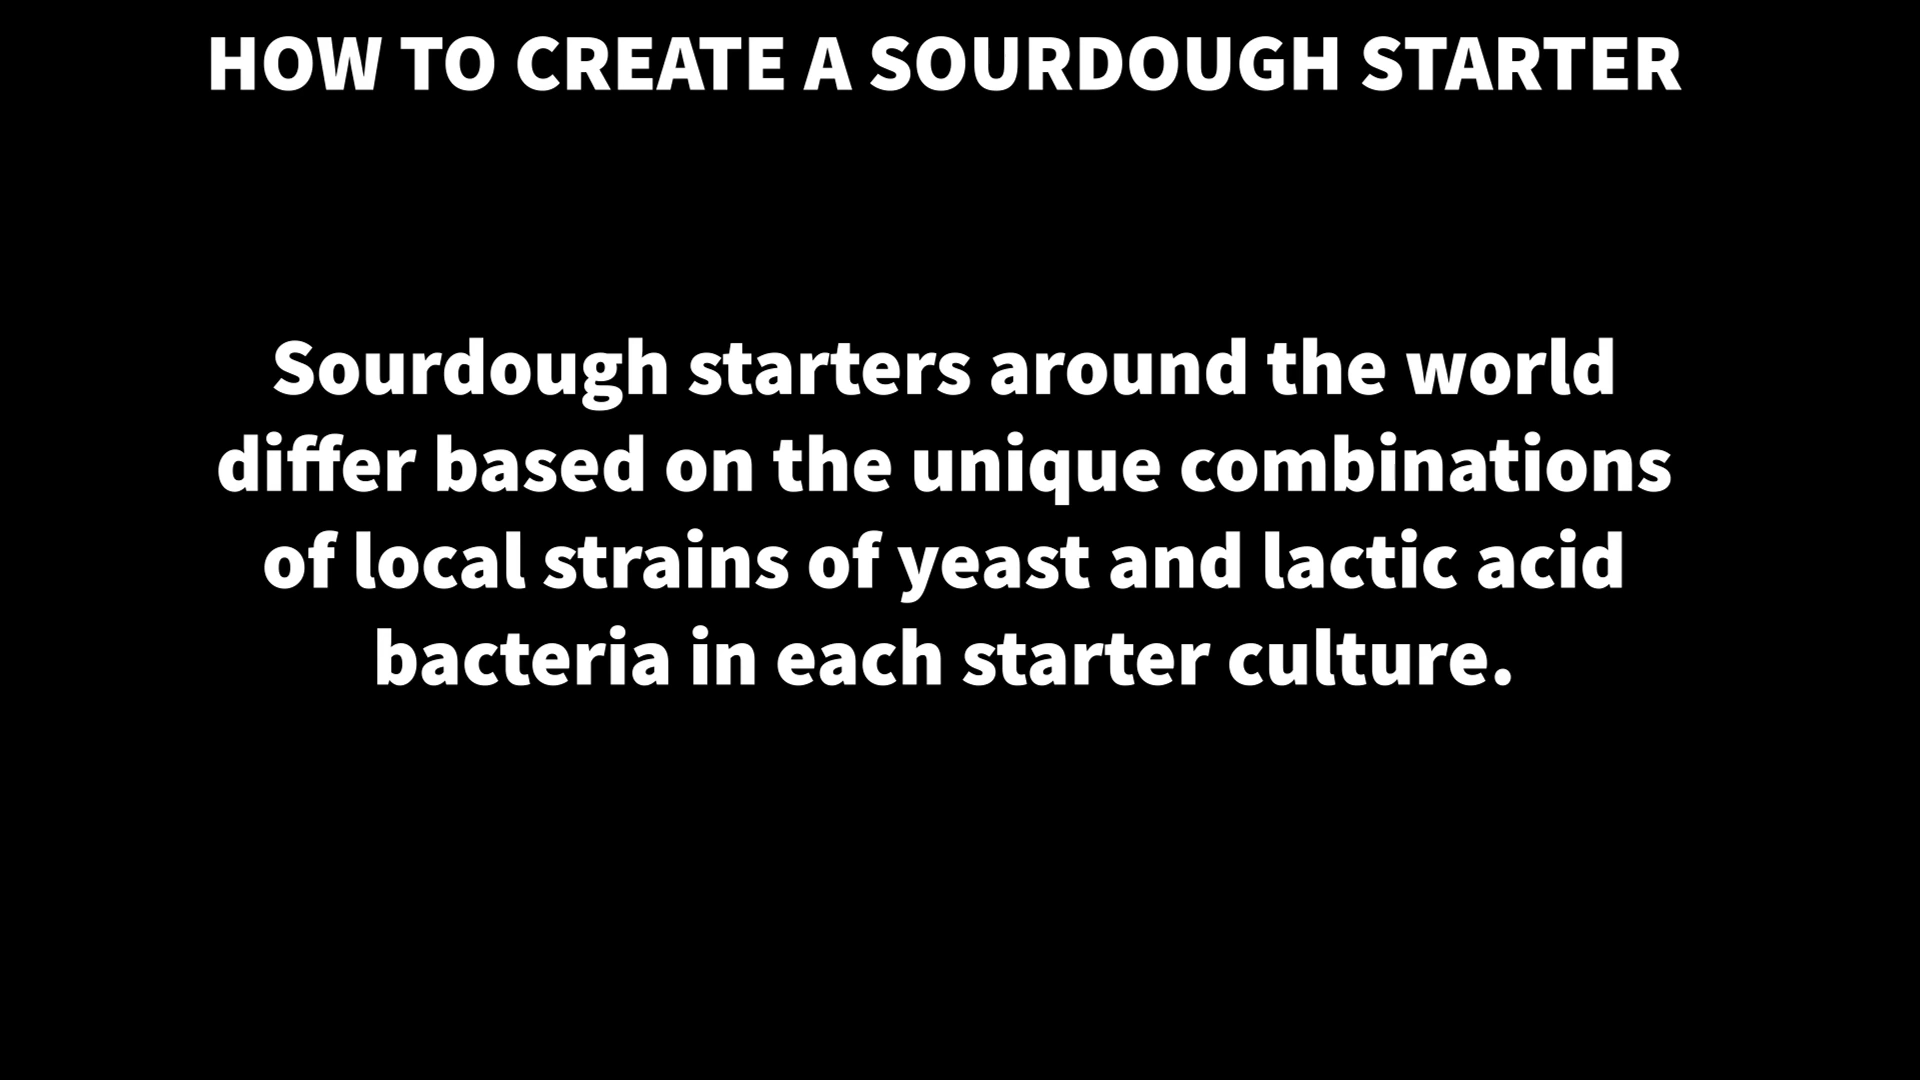 HOW TO CREATE A SOURDOUGH STARTER
Sourdough starters around the world
differ based on the unique combinations
of local strains of yeast and lactic acid
bacteria in each starter culture.